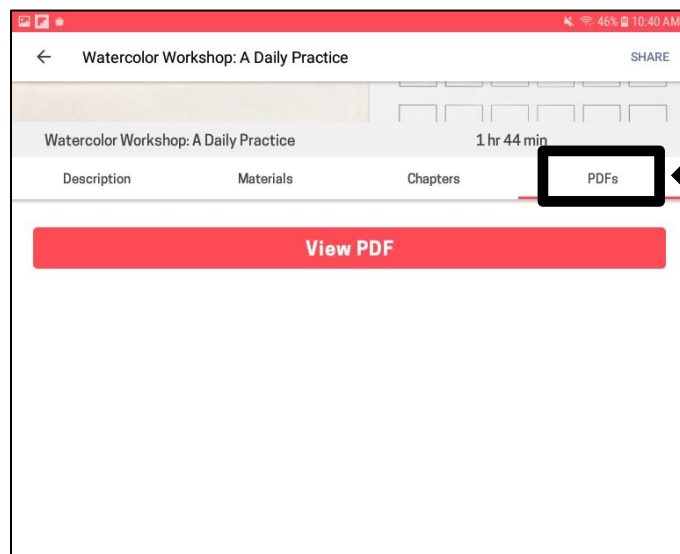 46% 10:40 AM
Watercolor Workshop: A Daily Practice SHARE
Watercolor Workshop: A Daily Practice 1 hr 44 min
Description Materials Chapters PDFs
View PDF